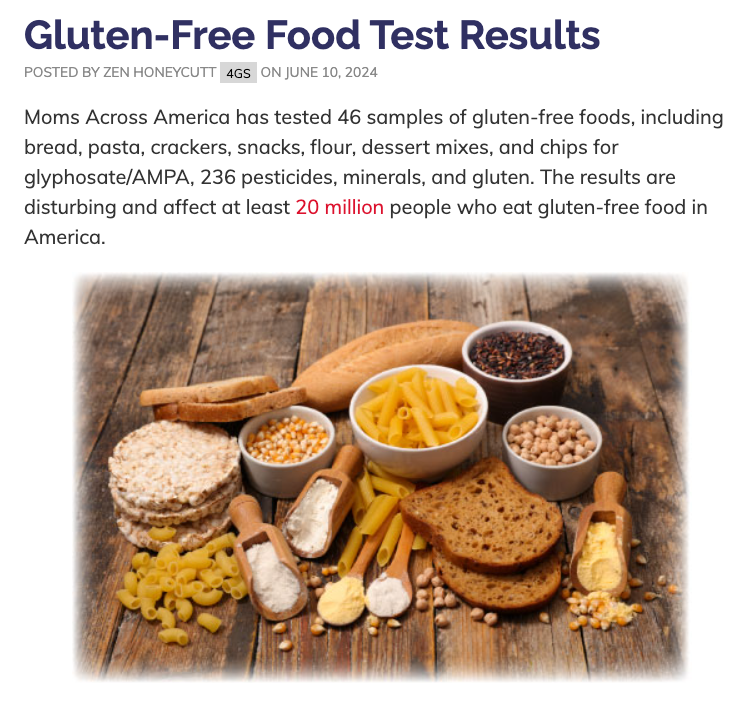 Gluten-Free Food Test Results
POSTED BY ZEN HONEYCUTT 4GS ON JUNE 10, 2024
Moms Across America has tested 46 samples of gluten-free foods, including
bread, pasta, crackers, snacks, flour, dessert mixes, and chips for
glyphosate/AMPA, 236 pesticides, minerals, and gluten. The results are
disturbing and affect at least 20 million people who eat gluten-free food in
America.